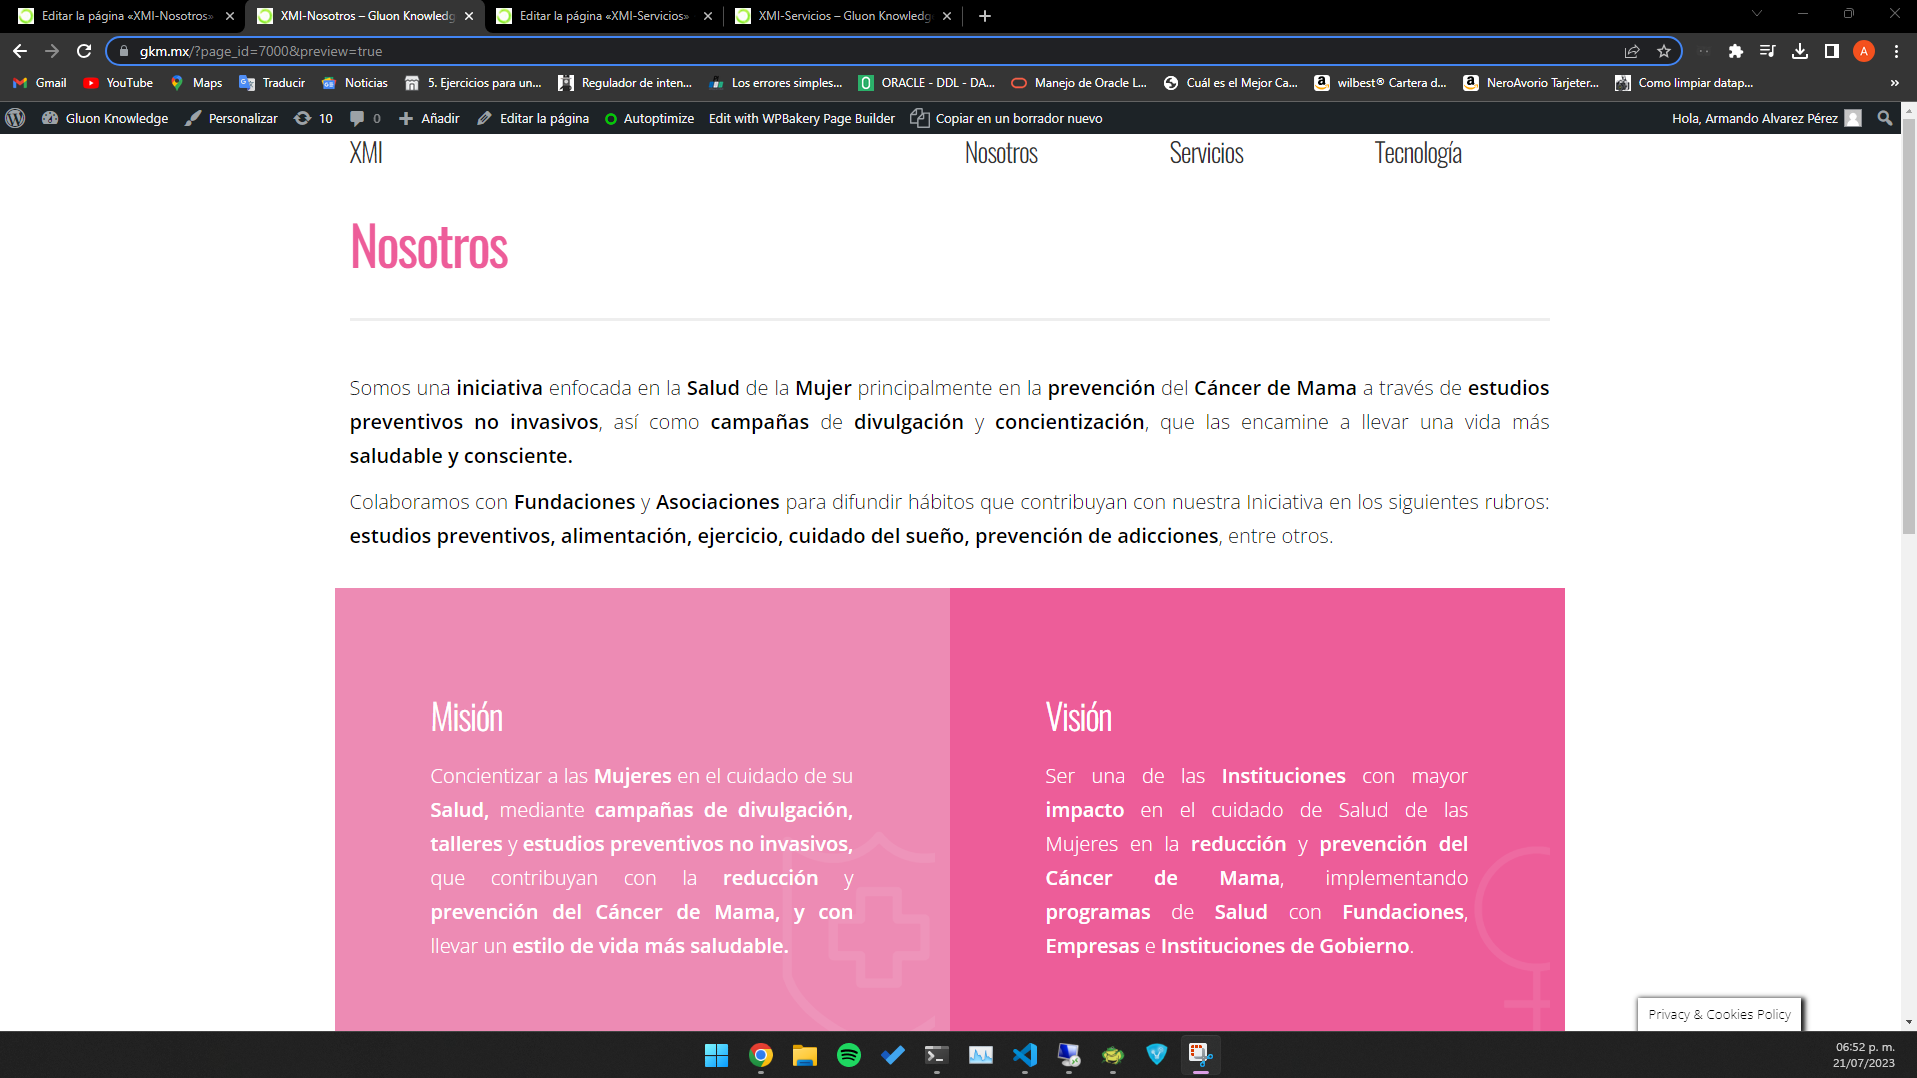 Editar la página «XMI-Nosotros»
XMI-Nosotros – Gluon Knowledg
Editar la página «XMI-Servicios»
XMI-Servicios – Gluon Knowledg
gkm.mx/?page_id=7000&preview=true
A
Gmail
YouTube
Maps
Traducir
Noticias
5. Ejercicios para un...
Regulador de inten...
Los errores simples...
ORACLE - DDL - DA...
Manejo de Oracle L...
Cuál es el Mejor Ca...
wilbest® Cartera d...
NeroAvorio Tarjeter...
Como limpiar datap...
»
Gluon Knowledge
Personalizar
10
0
Añadir
Editar la página
Autoptimize
Edit with WPBakery Page Builder
Copiar en un borrador nuevo
Hola, Armando Alvarez Pérez
XMI
Nosotros
Servicios
Tecnología
Nosotros
Somos una iniciativa enfocada en la Salud de la Mujer principalmente en la prevención del Cáncer de Mama a través de estudios
preventivos no invasivos, así como campañas de divulgación y concientización, que las encamine a llevar una vida más
saludable y consciente.
Colaboramos con Fundaciones y Asociaciones para difundir hábitos que contribuyan con nuestra Iniciativa en los siguientes rubros:
estudios preventivos, alimentación, ejercicio, cuidado del sueño, prevención de adicciones, entre otros.
Misión
Concientizar a las Mujeres en el cuidado de su
Salud, mediante campañas de divulgación,
talleres y estudios preventivos no invasivos,
que contribuyan con la reducción y
prevención del Cáncer de Mama, y con
llevar un estilo de vida más saludable.
Visión
Ser una de las Instituciones con mayor
impacto en el cuidado de Salud de las
Mujeres en la reducción y prevención del
Cáncer de Mama, implementando
programas de Salud con Fundaciones,
Empresas e Instituciones de Gobierno.
Privacy & Cookies Policy
06:52 p. m.
21/07/2023